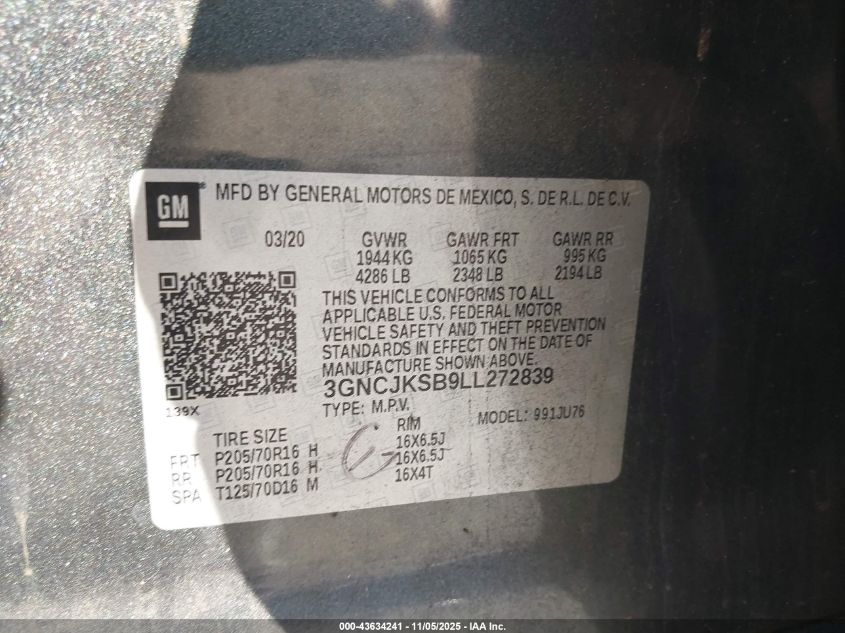 GM ® MFD BY GENERAL MOTORS DE MEXICO, S. DE R.L. DE C.V.
03/20 GVWR GAWR FRT GAWR RR
1944 KG 1065 KG 995 KG
4286 LB 2348 LB 2194 LB
THIS VEHICLE CONFORMS TO ALL
APPLICABLE U.S. FEDERAL MOTOR
VEHICLE SAFETY AND THEFT PREVENTION
STANDARDS IN EFFECT ON THE DATE OF
MANUFACTURE SHOWN ABOVE.
3GNCJKSB9LL272839
139X
TYPE: M.P.V. MODEL: 991JU76
TIRE SIZE RIM
FRT P205/70R16 H 16X6.5J
RR P205/70R16 H 16X6.5J
SPA T125/70D16 M 16X4T
000-43634241 - 11/05/2025 - IAA Inc.